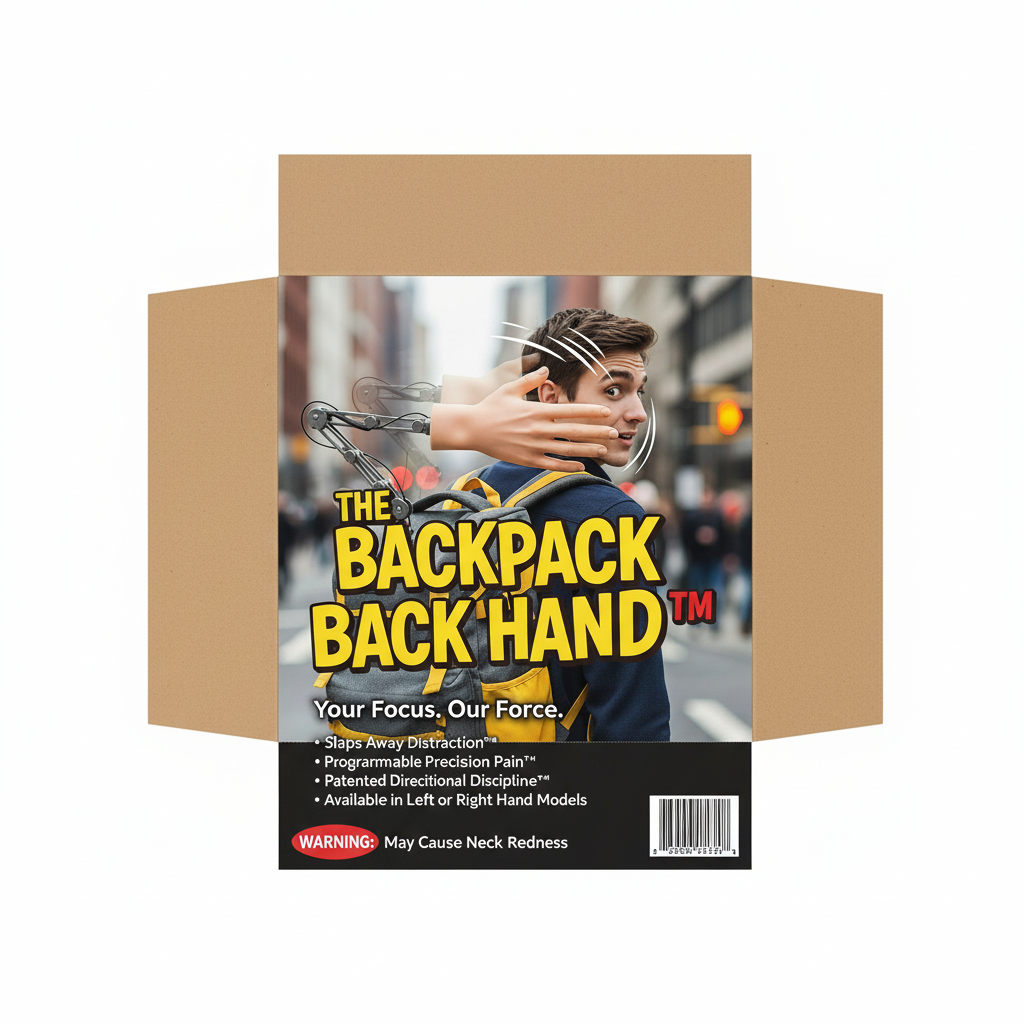 THE
BACKPACK
BACK HAND™
Your Focus. Our Force.
• Slaps Away Distraction™
• Programmable Precision Pain™
• Patented Directional Discipline™
• Available in Left or Right Hand Models
WARNING: May Cause Neck Redness